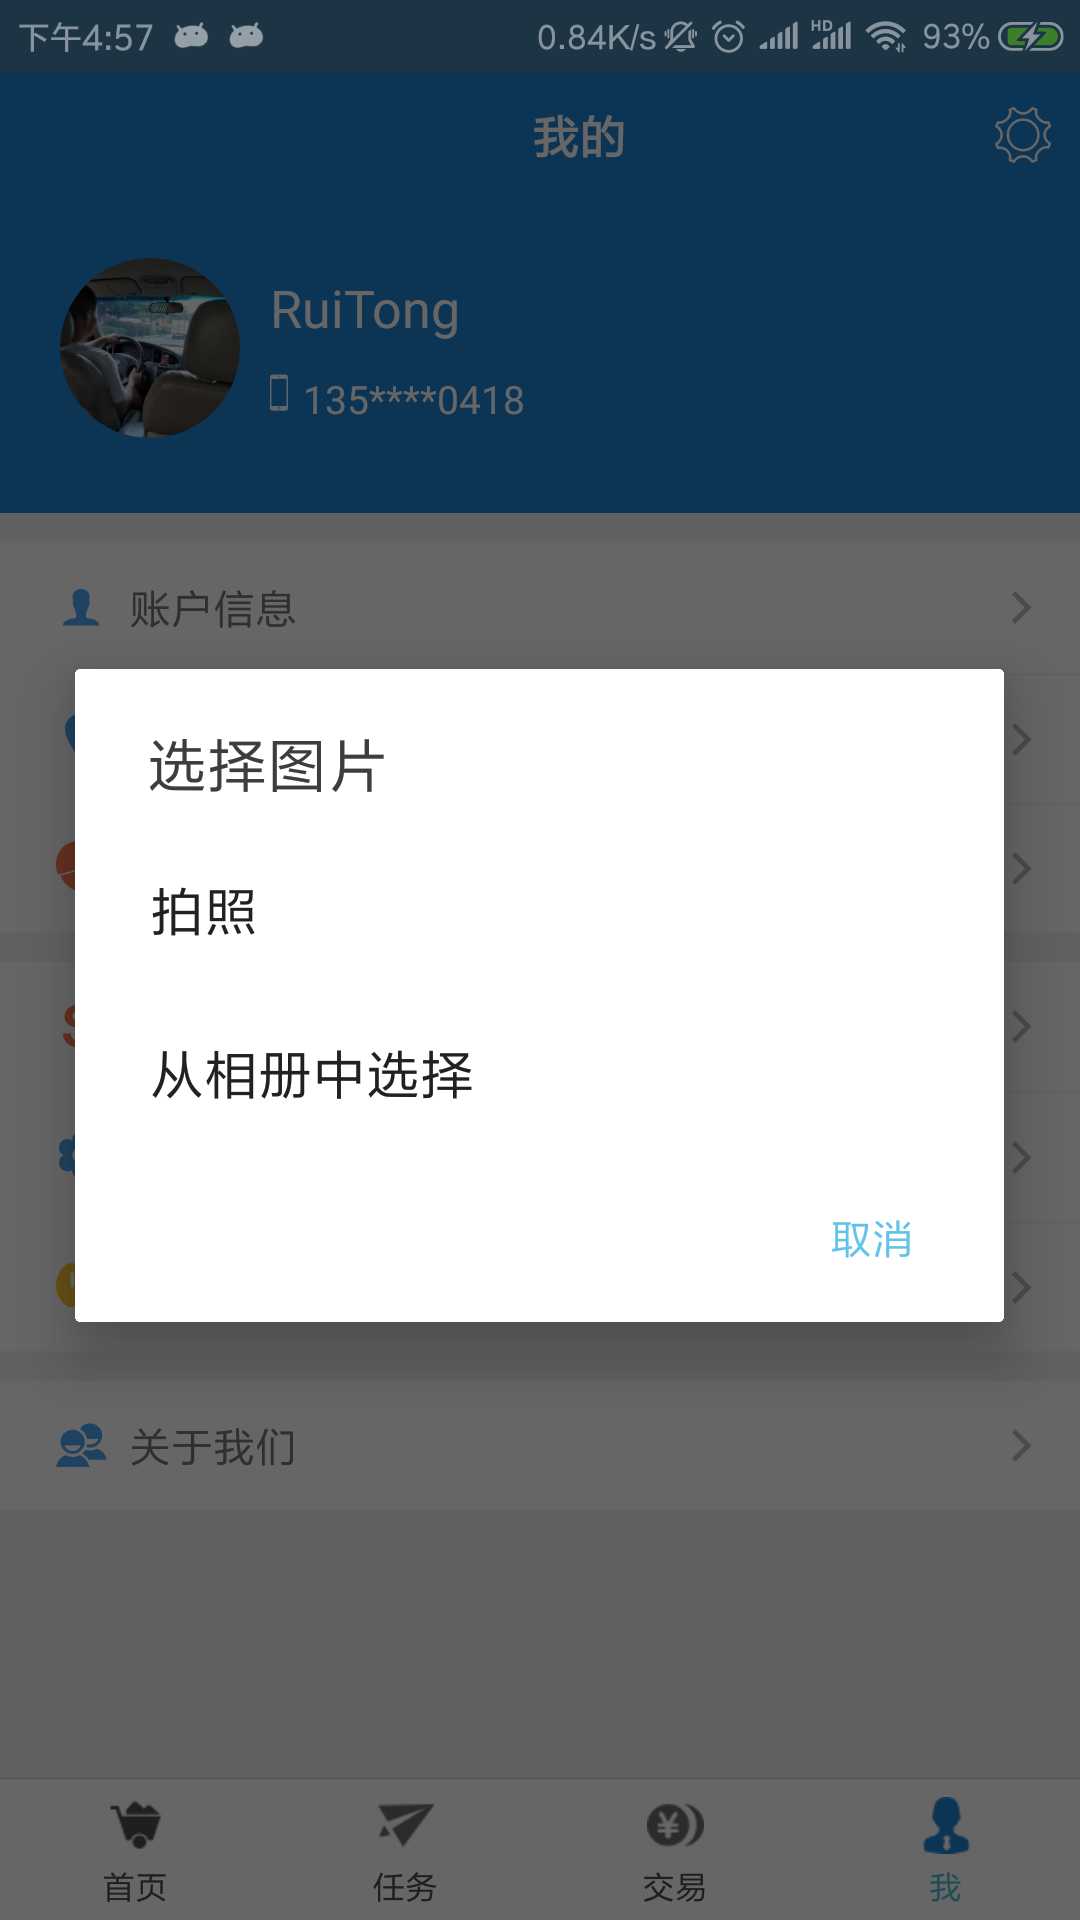 下午4:57 0.84K/s HD 93%
我的
RuiTong
135****0418
账户信息
选择图片
拍照
从相册中选择
取消
关于我们
首页 任务 交易 我